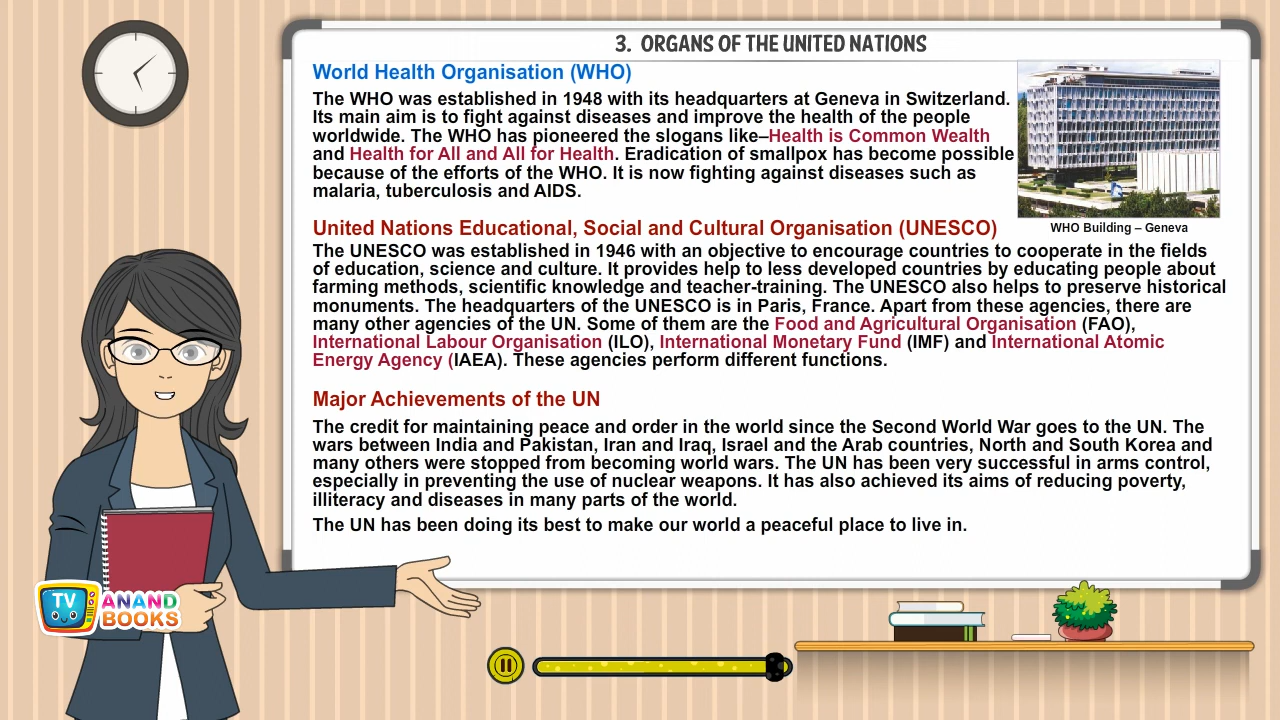 3. ORGANS OF THE UNITED NATIONS
World Health Organisation (WHO)
The WHO was established in 1948 with its headquarters at Geneva in Switzerland.
Its main aim is to fight against diseases and improve the health of the people
worldwide. The WHO has pioneered the slogans like–Health is Common Wealth
and Health for All and All for Health. Eradication of smallpox has become possible
because of the efforts of the WHO. It is now fighting against diseases such as
malaria, tuberculosis and AIDS.
WHO Building – Geneva
United Nations Educational, Social and Cultural Organisation (UNESCO)
The UNESCO was established in 1946 with an objective to encourage countries to cooperate in the fields
of education, science and culture. It provides help to less developed countries by educating people about
farming methods, scientific knowledge and teacher-training. The UNESCO also helps to preserve historical
monuments. The headquarters of the UNESCO is in Paris, France. Apart from these agencies, there are
many other agencies of the UN. Some of them are the Food and Agricultural Organisation (FAO),
International Labour Organisation (ILO), International Monetary Fund (IMF) and International Atomic
Energy Agency (IAEA). These agencies perform different functions.
Major Achievements of the UN
The credit for maintaining peace and order in the world since the Second World War goes to the UN. The
wars between India and Pakistan, Iran and Iraq, Israel and the Arab countries, North and South Korea and
many others were stopped from becoming world wars. The UN has been very successful in arms control,
especially in preventing the use of nuclear weapons. It has also achieved its aims of reducing poverty,
illiteracy and diseases in many parts of the world.
The UN has been doing its best to make our world a peaceful place to live in.
TV
ANAND
BOOKS